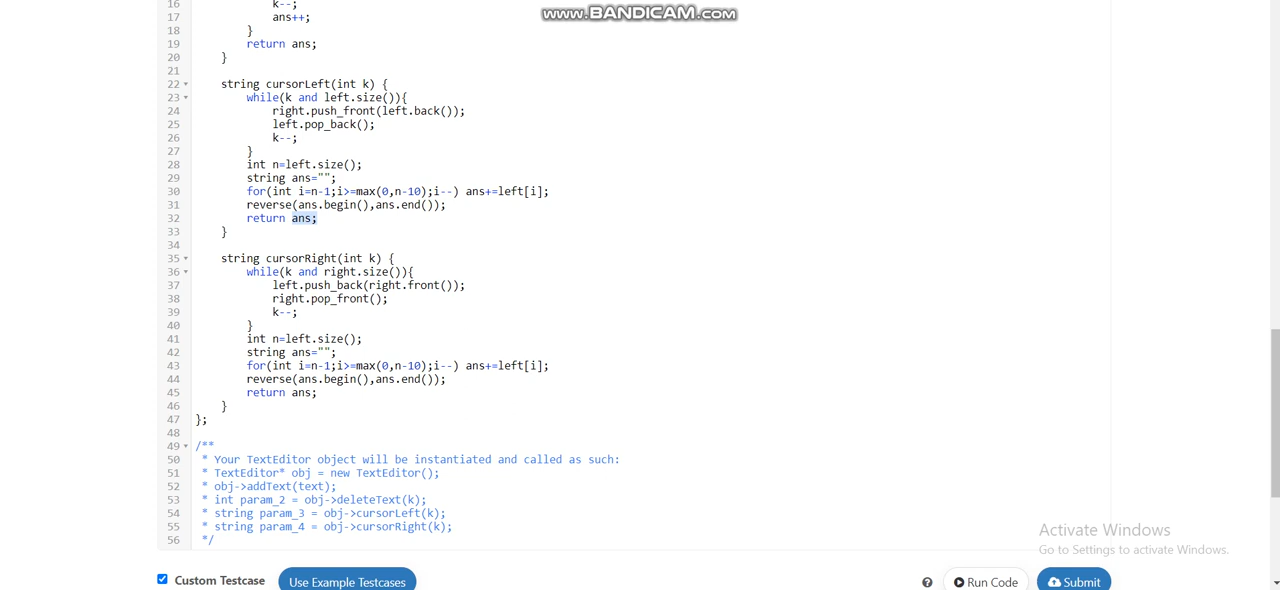 www.BANDICAM.com
16 k--;
17 ans++;
18 }
19 return ans;
20 }
21
22 string cursorLeft(int k) {
23 while(k and left.size()){
24 right.push_front(left.back());
25 left.pop_back();
26 k--;
27 }
28 int n=left.size();
29 string ans="";
30 for(int i=n-1;i>=max(0,n-10);i--) ans+=left[i];
31 reverse(ans.begin(),ans.end());
32 return ans;
33 }
34
35 string cursorRight(int k) {
36 while(k and right.size()){
37 left.push_back(right.front());
38 right.pop_front();
39 k--;
40 }
41 int n=left.size();
42 string ans="";
43 for(int i=n-1;i>=max(0,n-10);i--) ans+=left[i];
44 reverse(ans.begin(),ans.end());
45 return ans;
46 }
47 };
48
49 /**
50 * Your TextEditor object will be instantiated and called as such:
51 * TextEditor* obj = new TextEditor();
52 * obj->addText(text);
53 * int param_2 = obj->deleteText(k);
54 * string param_3 = obj->cursorLeft(k);
55 * string param_4 = obj->cursorRight(k);
56 */
Activate Windows
Go to Settings to activate Windows.
Custom Testcase Use Example Testcases ? Run Code Submit